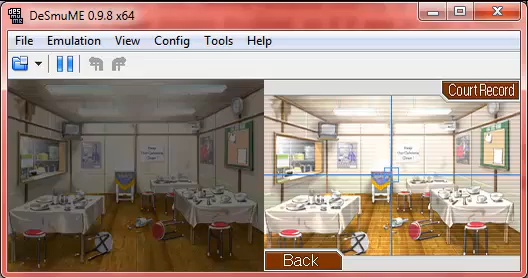 DeSmuME 0.9.8 x64
File Emulation View Config Tools Help
Court Record
Back